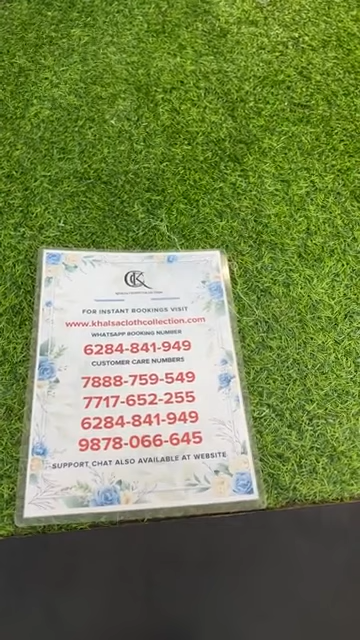 CK
FOR INSTANT BOOKINGS VISIT
www.khalsaclothcollection.com
WHATSAPP BOOKING NUMBER
6284-841-949
CUSTOMER CARE NUMBERS
7888-759-549
7717-652-255
6284-841-949
9878-066-645
SUPPORT CHAT ALSO AVAILABLE AT WEBSITE